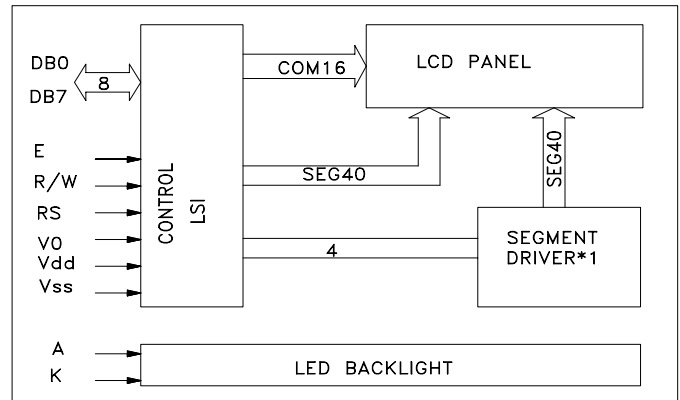 DB0
DB7
8
E
R/W
RS
V0
Vdd
Vss
CONTROL
LSI
COM16
LCD PANEL
SEG40
SEG40
4
SEGMENT
DRIVER*1
A
K
LED BACKLIGHT